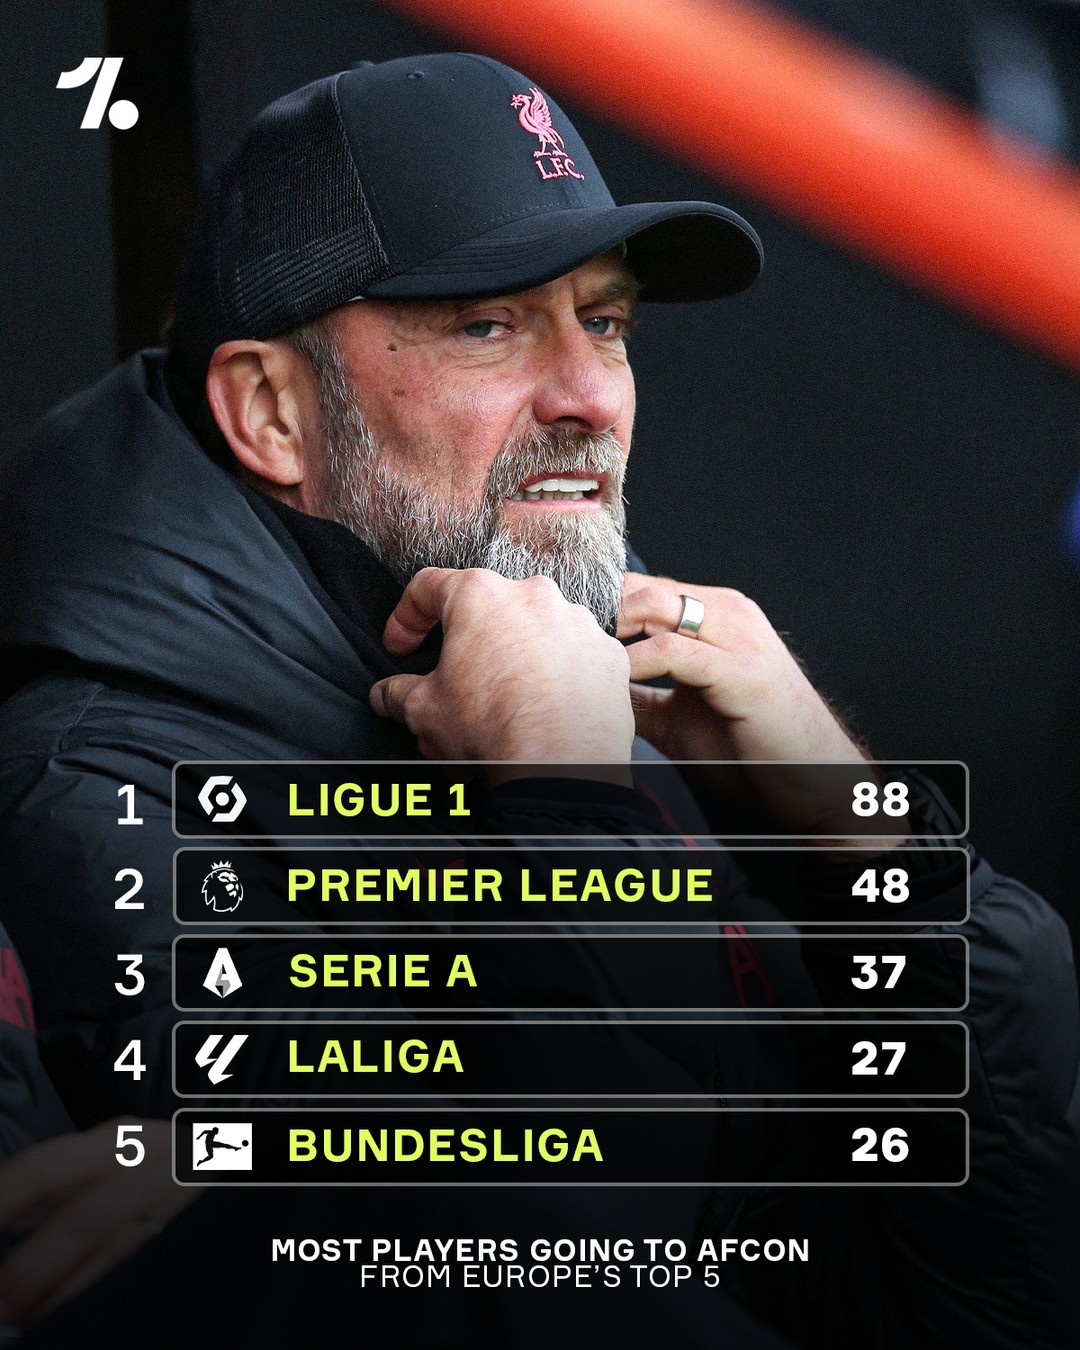 L.F.C.
1 LIGUE 1 88
2 PREMIER LEAGUE 48
3 SERIE A 37
4 LALIGA 27
5 BUNDESLIGA 26
MOST PLAYERS GOING TO AFCON
FROM EUROPE'S TOP 5